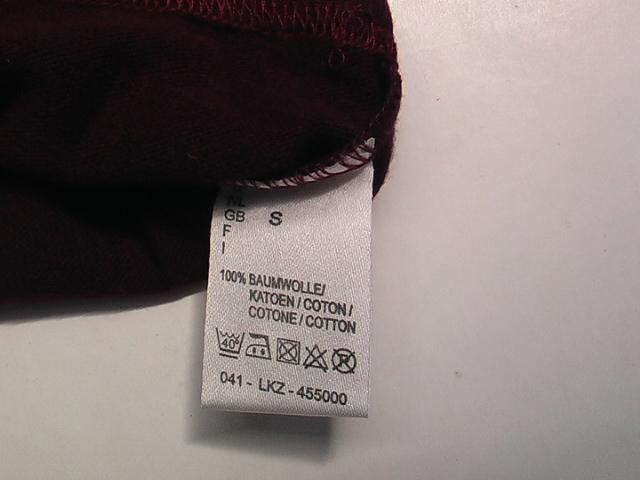 NL
GB S
F
I
100% BAUMWOLLE/
KATOEN / COTON /
COTONE / COTTON
40°
041 - LKZ - 455000